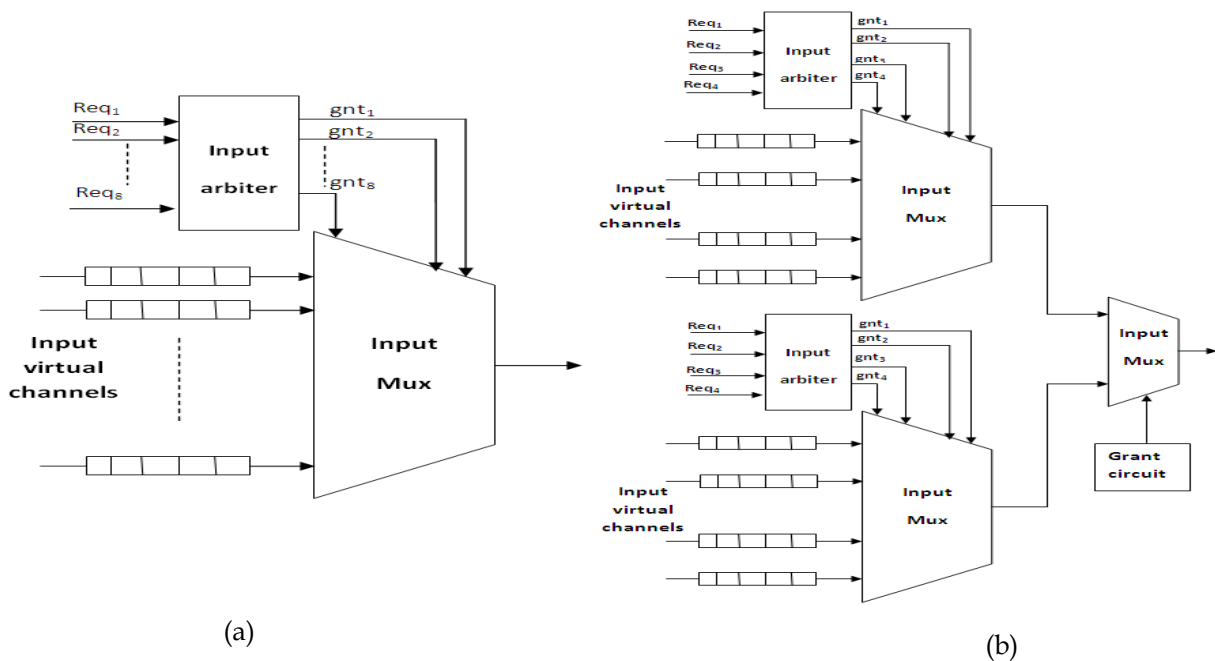 Req₁
Req₂
Req₈
Input
arbiter
gnt₁
gnt₂
gnt₈
Input
virtual
channels
Input
Mux
(a)
Req₁
Req₂
Req₃
Req₄
Input
arbiter
gnt₁
gnt₂
gnt₃
gnt₄
Input
virtual
channels
Input
Mux
Req₁
Req₂
Req₃
Req₄
Input
arbiter
gnt₁
gnt₂
gnt₃
gnt₄
Input
virtual
channels
Input
Mux
Input
Mux
Grant
circuit
(b)